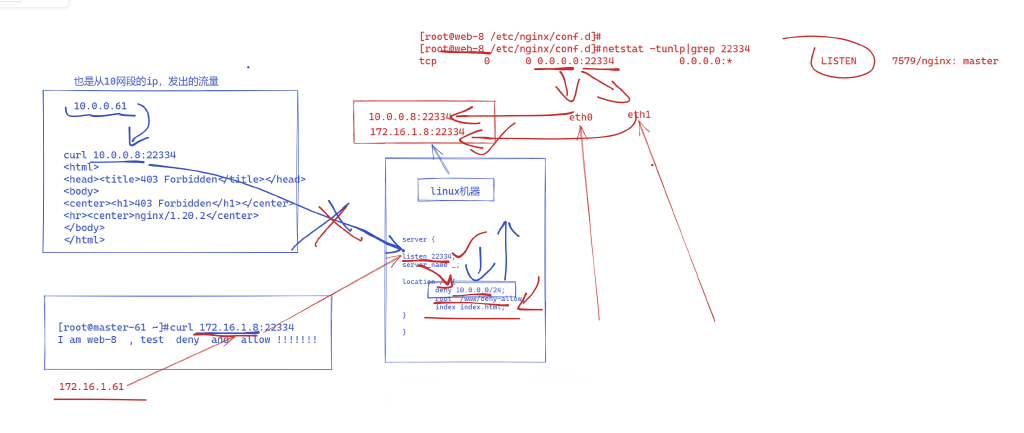 [root@web-8 /etc/nginx/conf.d]#
[root@web-8 /etc/nginx/conf.d]#netstat -tunlp|grep 22334
tcp 0 0 0.0.0.0:22334 0.0.0.0:* LISTEN 7579/nginx: master
也是从10网段的ip，发出的流量
10.0.0.61
curl 10.0.0.8:22334
<html>
<head><title>403 Forbidden</title></head>
<body>
<center><h1>403 Forbidden</h1></center>
<hr><center>nginx/1.20.2</center>
</body>
</html>
10.0.0.8:22334
172.16.1.8:22334
eth0
eth1
linux机器
server {
listen 22334;
server_name _;
location / {
deny 10.0.0.0/24;
root /www/deny-allow;
index index.html;
}
}
[root@master-61 ~]#curl 172.16.1.8:22334
I am web-8 , test deny and allow !!!!!!!
172.16.1.61